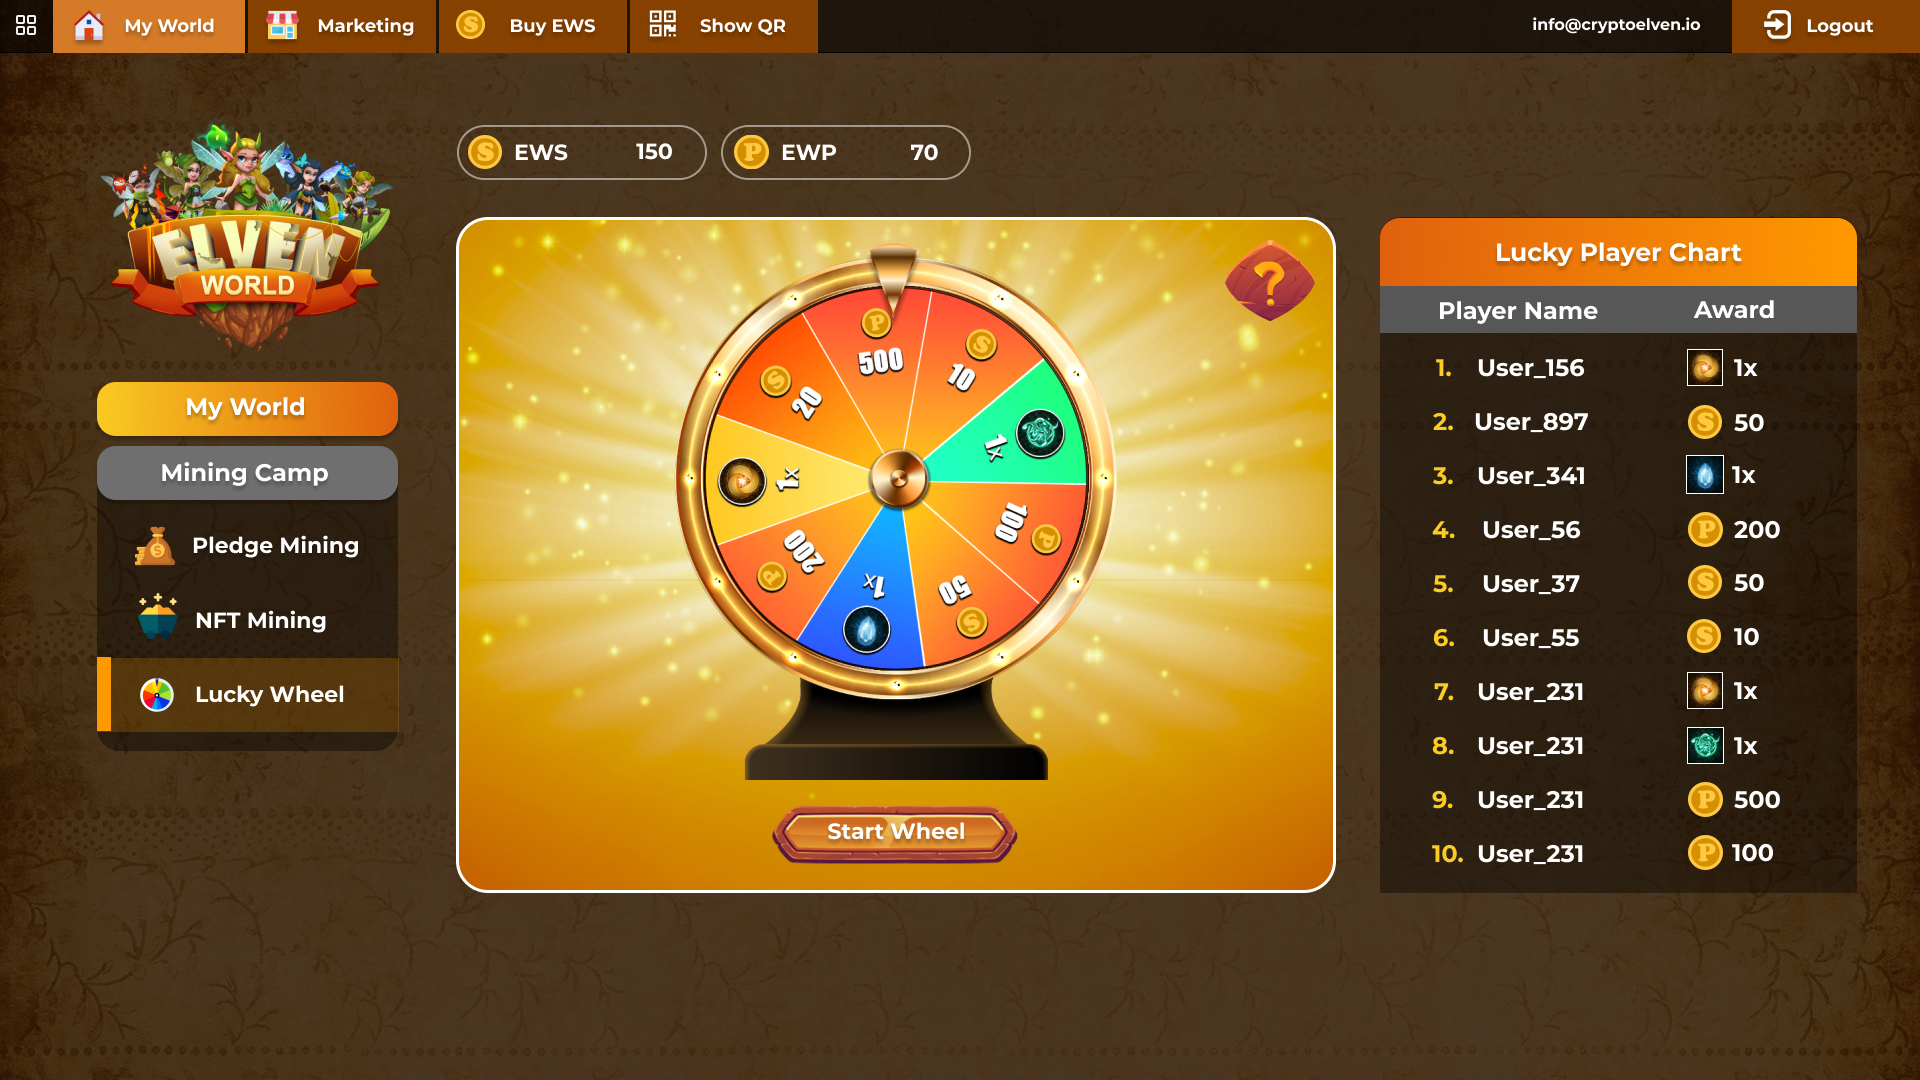 My World
Marketing
S
Buy EWS
Show QR
info@cryptoelven.io
Logout
ELVEN
WORLD
S EWS 150
P EWP 70
My World
Mining Camp
Pledge Mining
NFT Mining
Lucky Wheel
?
P
500
S
10
1x
100
P
50
S
1x
200
P
1x
S
20
Start Wheel
Lucky Player Chart
Player Name Award
1. User_156 1x
2. User_897 S 50
3. User_341 1x
4. User_56 P 200
5. User_37 S 50
6. User_55 S 10
7. User_231 1x
8. User_231 1x
9. User_231 P 500
10. User_231 P 100